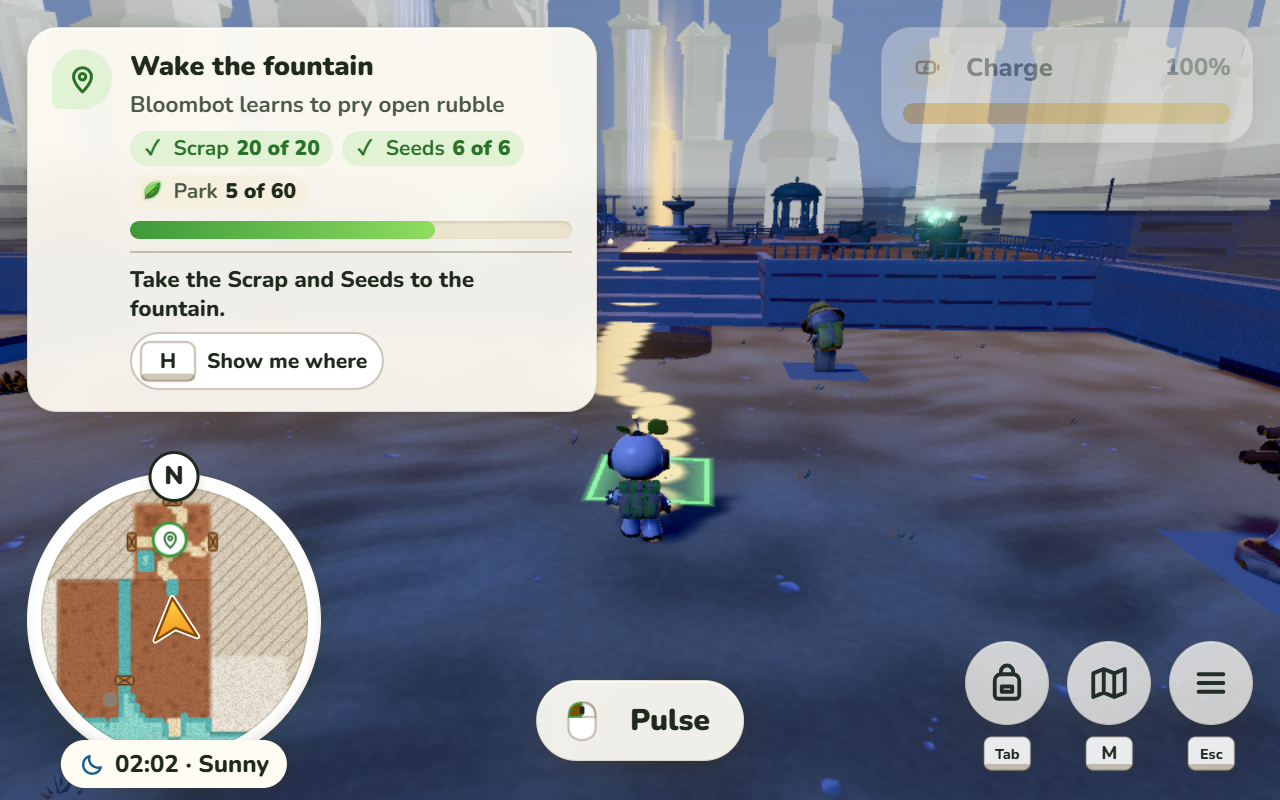 Wake the fountain
Bloombot learns to pry open rubble
Scrap 20 of 20
Seeds 6 of 6
Park 5 of 60
Take the Scrap and Seeds to the
fountain.
H Show me where
Charge 100%
N
02:02 · Sunny
Pulse
Tab
M
Esc